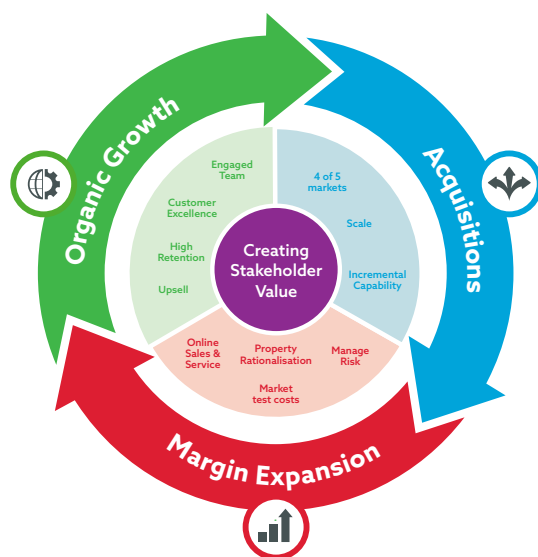 Organic Growth
Acquisitions
Margin Expansion
Engaged
Team
Customer
Excellence
High
Retention
Upsell
4 of 5
markets
Scale
Incremental
Capability
Creating
Stakeholder
Value
Online
Sales &
Service
Property
Rationalisation
Market
test costs
Manage
Risk